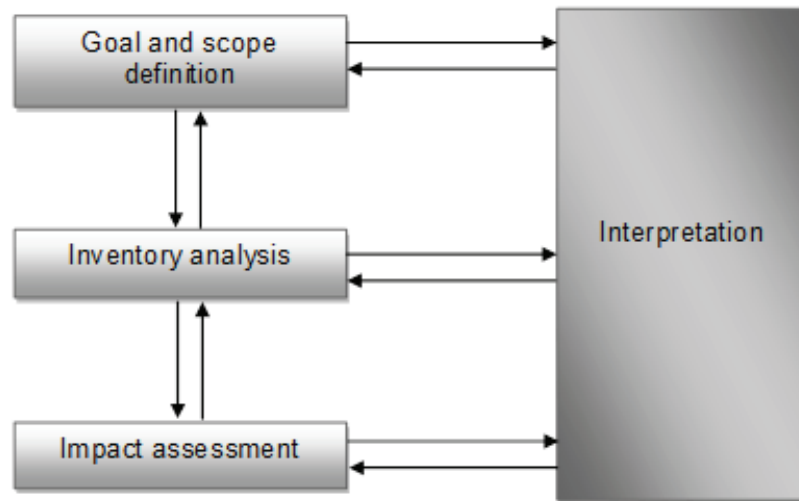 Goal and scope
definition
Inventory analysis
Interpretation
Impact assessment